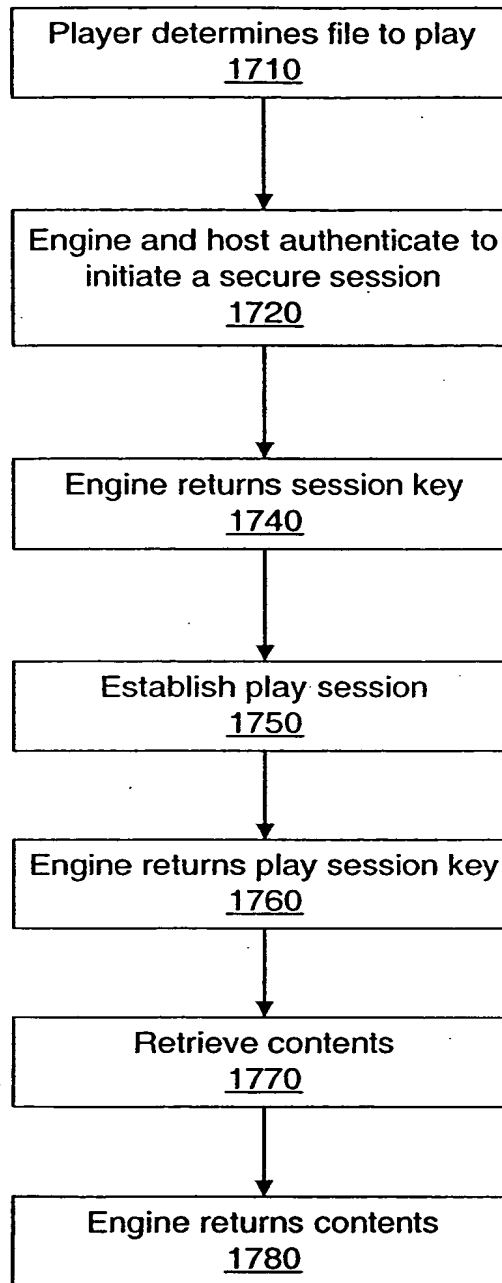 Player determines file to play
1710
Engine and host authenticate to
initiate a secure session
1720
Engine returns session key
1740
Establish play session
1750
Engine returns play session key
1760
Retrieve contents
1770
Engine returns contents
1780